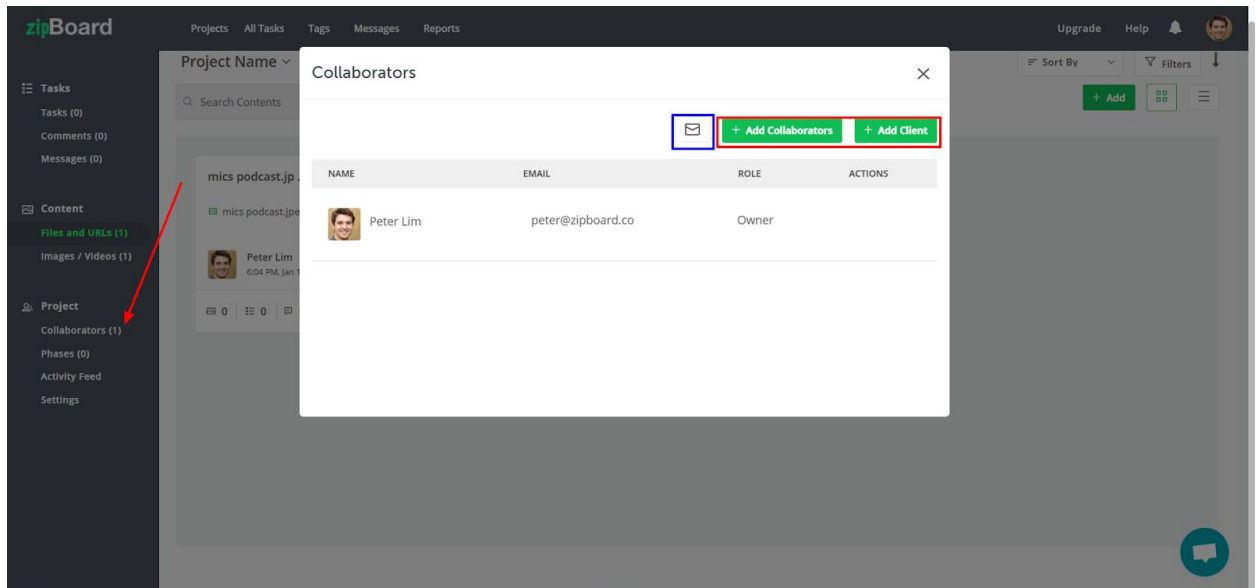 zipBoard
Projects All Tasks Tags Messages Reports
Upgrade Help
Project Name
Sort By
Filters
Search Contents
+ Add
Tasks
Tasks (0)
Comments (0)
Messages (0)
Content
Files and URLs (1)
Images / Videos (1)
Project
Collaborators (1)
Phases (0)
Activity Feed
Settings
mics podcast.jp
mics podcast.jpe
Peter Lim
6:04 PM, Jan 1
0 0
Collaborators
+ Add Collaborators + Add Client
NAME EMAIL ROLE ACTIONS
Peter Lim peter@zipboard.co Owner